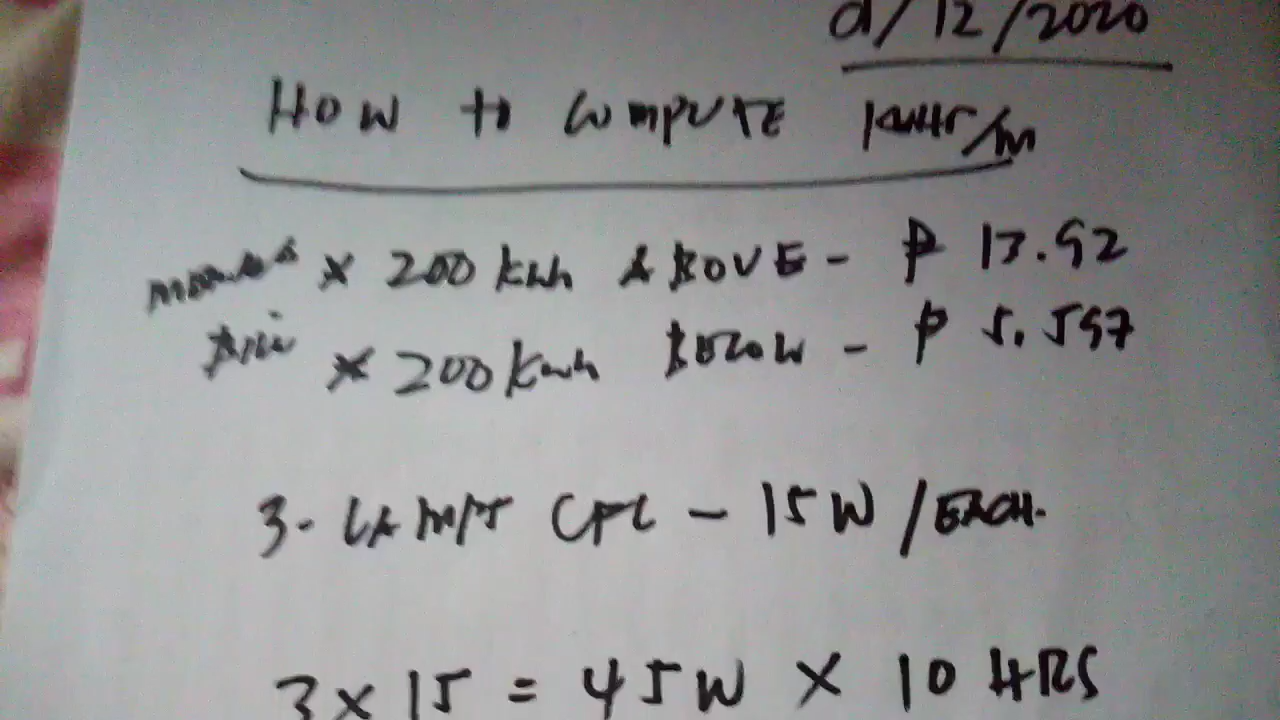 /12/2020
HOW to COMPUTE KWHr/m
× 200 kwh ABOVE - ₱ 13.92
× 200 kwh BELOW - ₱ 5.597
3. LAMPS CFL - 15W / EACH.
3 × 15 = 45W × 10 HRS